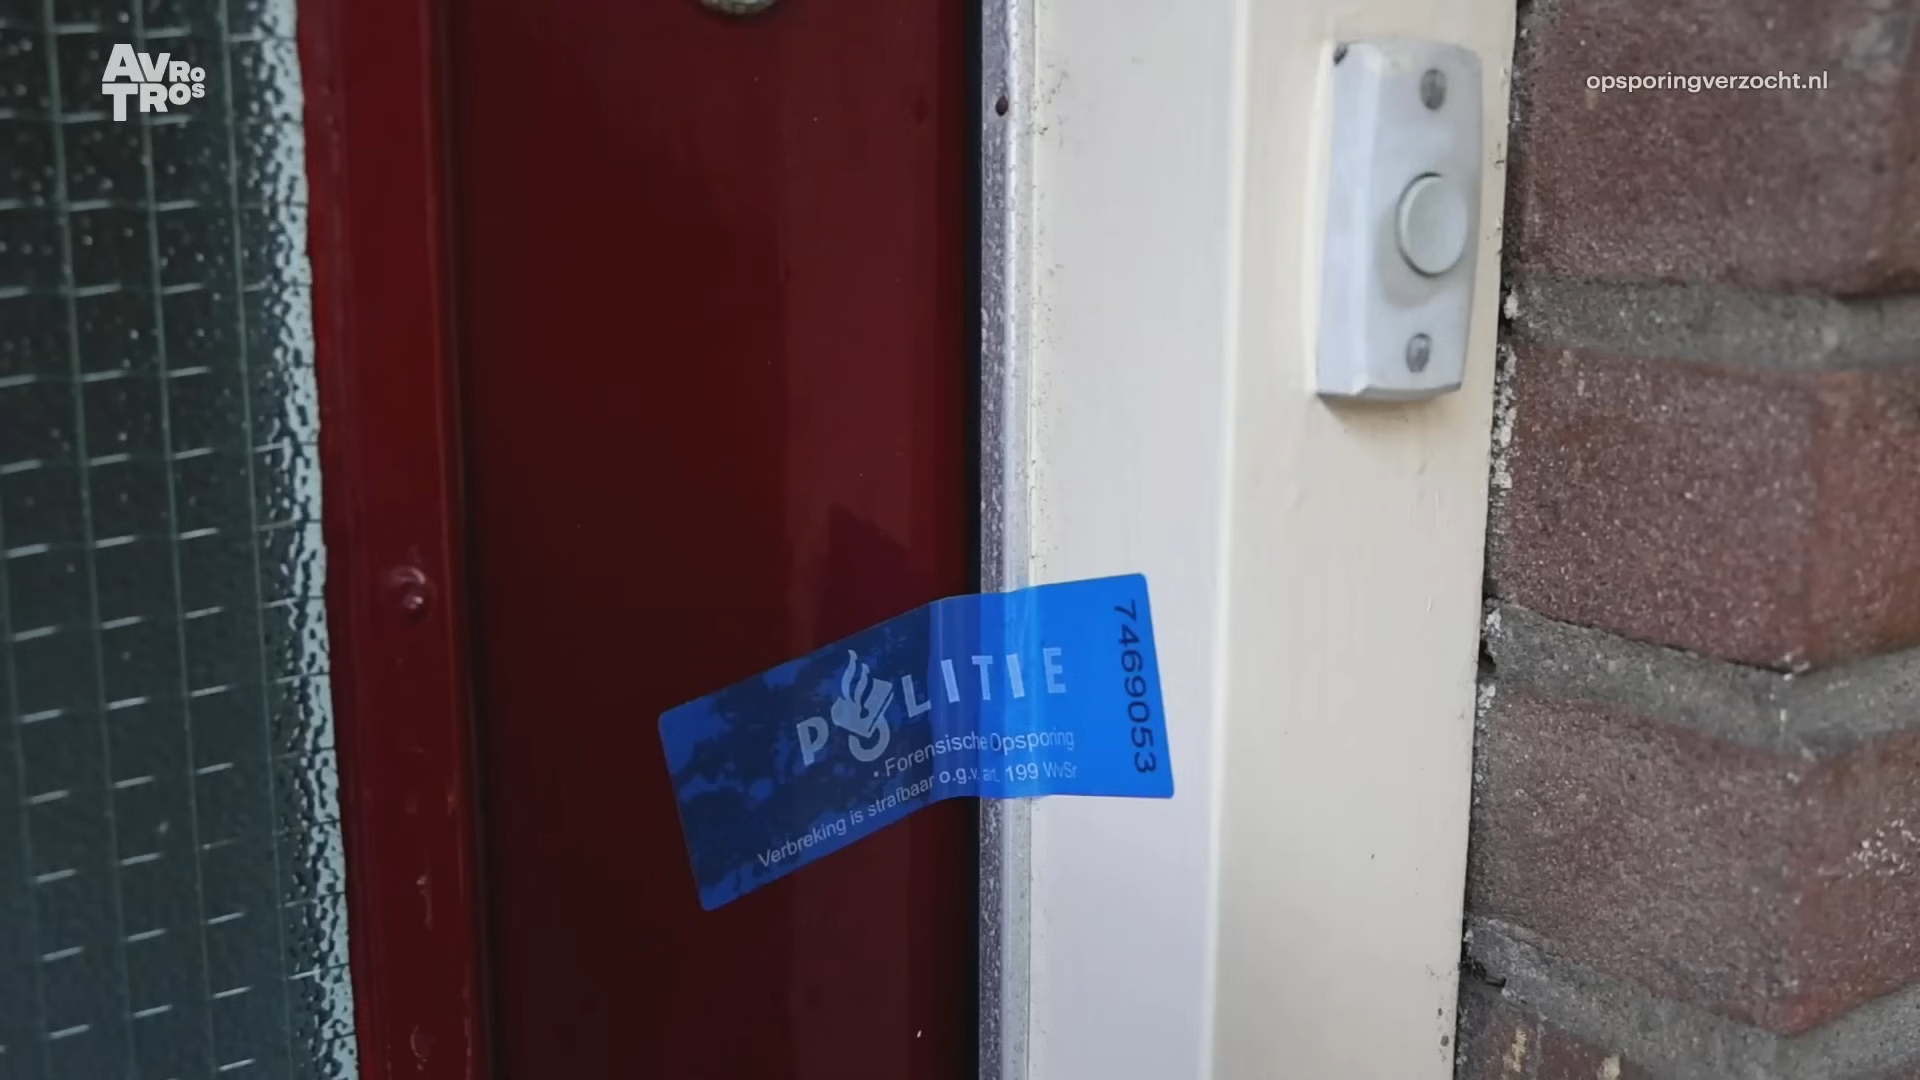 AVRO
TROS
opsporingverzocht.nl
POLITIE
• Forensische Opsporing
Verbreking is strafbaar o.g.v. art. 199 WvSr
7469053